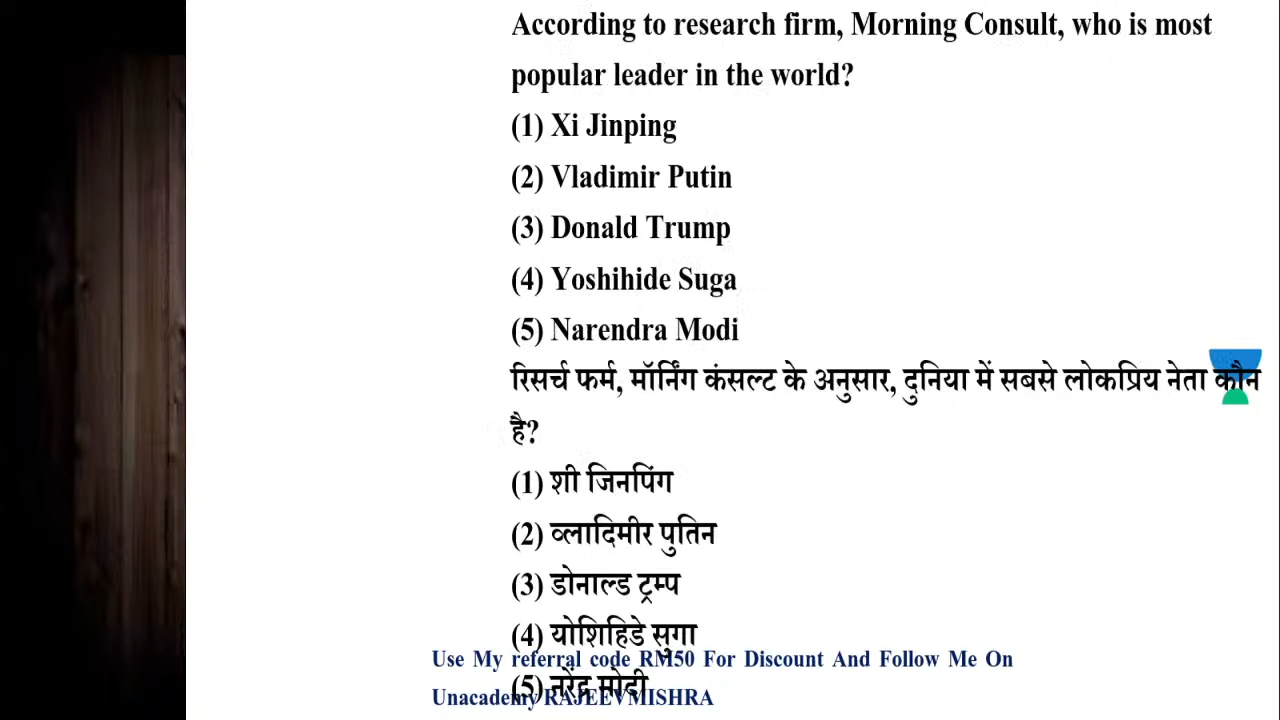 According to research firm, Morning Consult, who is most
popular leader in the world?
(1) Xi Jinping
(2) Vladimir Putin
(3) Donald Trump
(4) Yoshihide Suga
(5) Narendra Modi
रिसर्च फर्म, मॉर्निंग कंसल्ट के अनुसार, दुनिया में सबसे लोकप्रिय नेता कौन
है?
(1) शी जिनपिंग
(2) व्लादिमीर पुतिन
(3) डोनाल्ड ट्रम्प
(4) योशिहिडे सुगा
Use My referral code RM50 For Discount And Follow Me On
(5) नरेंद्र मोदी
Unacademy RAJEEVMISHRA